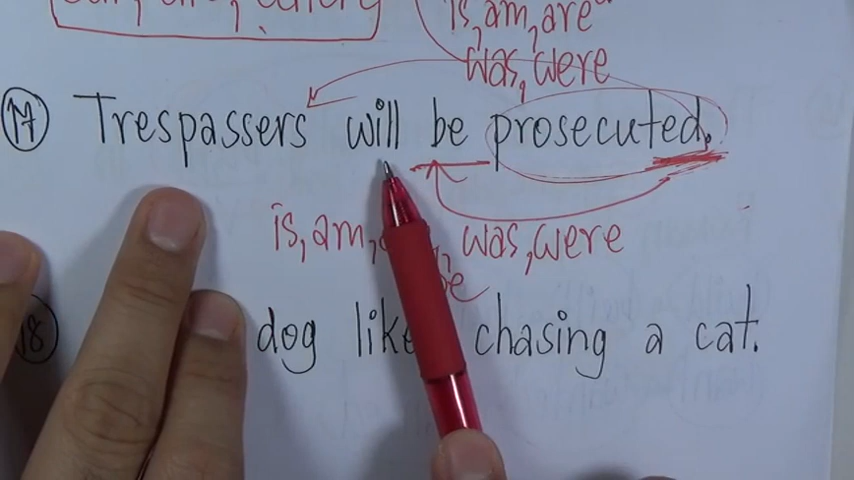 is, am, are
was, were
17 Trespassers will be prosecuted.
is, am, was, were
be
18 dog like chasing a cat.